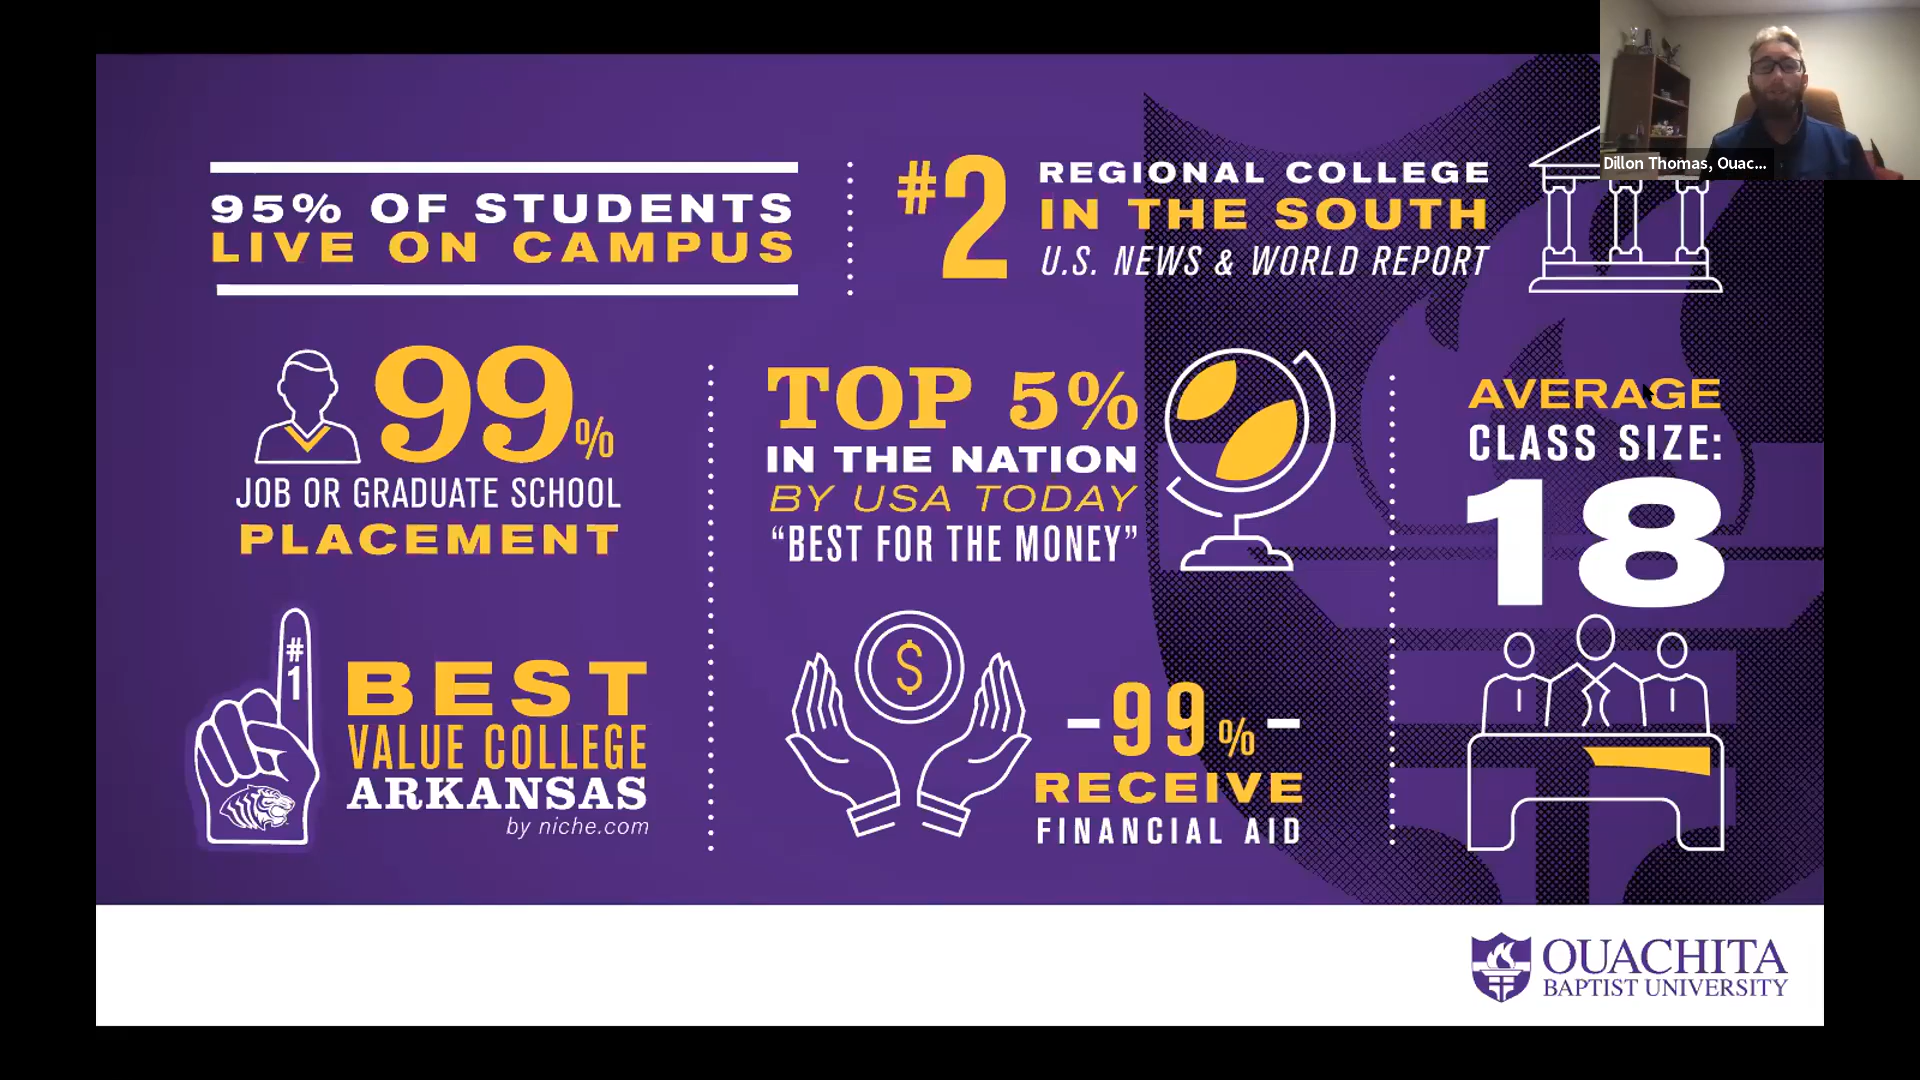 95% OF STUDENTS
LIVE ON CAMPUS
#2
REGIONAL COLLEGE
IN THE SOUTH
U.S. NEWS & WORLD REPORT
Dillon Thomas, Ouac...
99%
JOB OR GRADUATE SCHOOL
PLACEMENT
TOP 5%
IN THE NATION
BY USA TODAY
“BEST FOR THE MONEY”
AVERAGE
CLASS SIZE:
18
#1
BEST
VALUE COLLEGE
ARKANSAS
by niche.com
$
-99%-
RECEIVE
FINANCIAL AID
OUACHITA
BAPTIST UNIVERSITY